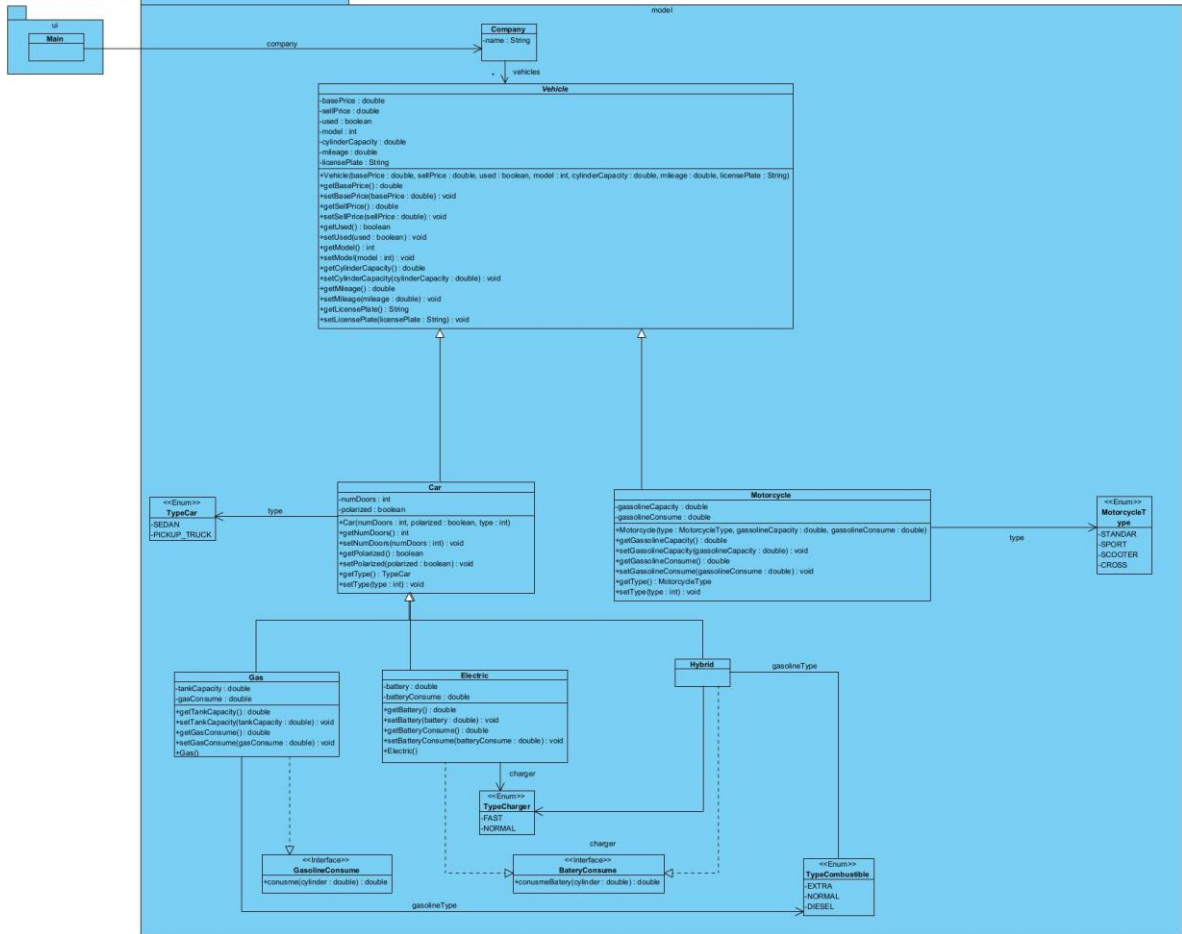 model
ui
Main
company
Company
-name : String
* vehicles
Vehicle
-basePrice : double
-sellPrice : double
-used : boolean
-model : int
-cylinderCapacity : double
-mileage : double
-licensePlate : String
+Vehicle(basePrice : double, sellPrice : double, used : boolean, model : int, cylinderCapacity : double, mileage : double, licensePlate : String)
+getBasePrice() : double
+setBasePrice(basePrice : double) : void
+getSellPrice() : double
+setSellPrice(sellPrice : double) : void
+getUsed() : boolean
+setUsed(used : boolean) : void
+getModel() : int
+setModel(model : int) : void
+getCylinderCapacity() : double
+setCylinderCapacity(cylinderCapacity : double) : void
+getMileage() : double
+setMileage(mileage : double) : void
+getLicensePlate() : String
+setLicensePlate(licensePlate : String) : void
<<Enum>>
TypeCar
-SEDAN
-PICKUP_TRUCK
type
Car
-numDoors : int
-polarized : boolean
+Car(numDoors : int, polarized : boolean, type : int)
+getNumDoors() : int
+setNumDoors(numDoors : int) : void
+getPolarized() : boolean
+setPolarized(polarized : boolean) : void
+getType() : TypeCar
+setType(type : int) : void
Motorcycle
-gasolineCapacity : double
-gassolineConsume : double
+Motorcycle(type : MotorcycleType, gassolineCapacity : double, gassolineConsume : double)
+getGassolineCapacity() : double
+setGassolineCapacity(gassolineCapacity : double) : void
+getGassolineConsume() : double
+setGassolineConsume(gassolineConsume : double) : void
+getType() : MotorcycleType
+setType(type : int) : void
type
<<Enum>>
MotorcycleT
ype
-STANDAR
-SPORT
-SCOOTER
-CROSS
Gas
-tankCapacity : double
-gasConsume : double
+getTankCapacity() : double
+setTankCapacity(tankCapacity : double) : void
+getGasConsume() : double
+setGasConsume(gasConsume : double) : void
+Gas()
Electric
-battery : double
-batteryConsume : double
+getBattery() : double
+setBattery(battery : double) : void
+getBatteryConsume() : double
+setBatteryConsume(batteryConsume : double) : void
+Electric()
Hybrid
gasolineType
charger
<<Enum>>
TypeCharger
-FAST
-NORMAL
charger
<<Interface>>
GasolineConsume
+conusme(cylinder : double) : double
<<Interface>>
BateryConsume
+conusmeBatery(cylinder : double) : double
<<Enum>>
TypeCombustible
-EXTRA
-NORMAL
-DIESEL
gasolineType